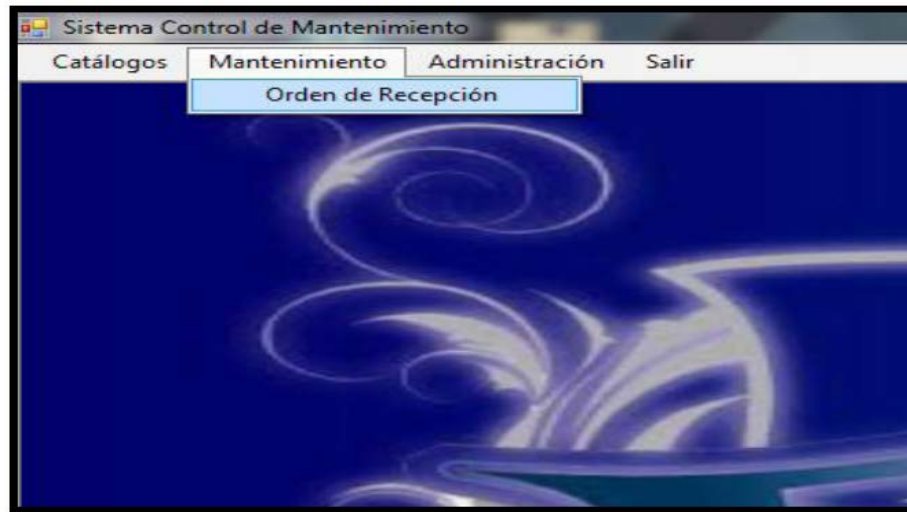 Sistema Control de Mantenimiento
Catálogos Mantenimiento Administración Salir
Orden de Recepción